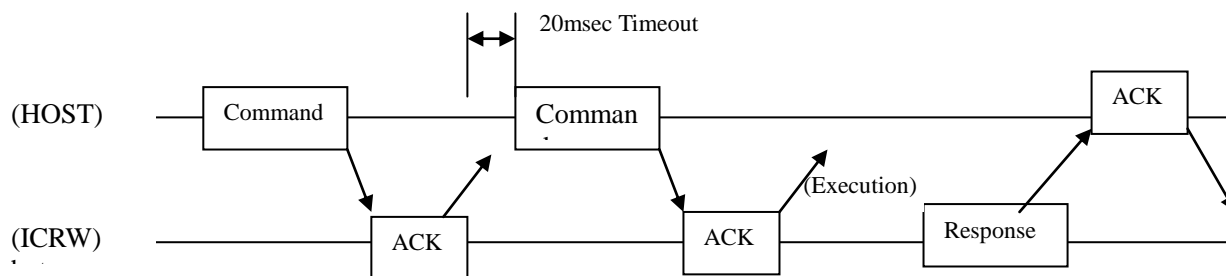 20msec Timeout
(HOST)
Command
Comman
ACK
(Execution)
(ICRW)
ACK
ACK
Response